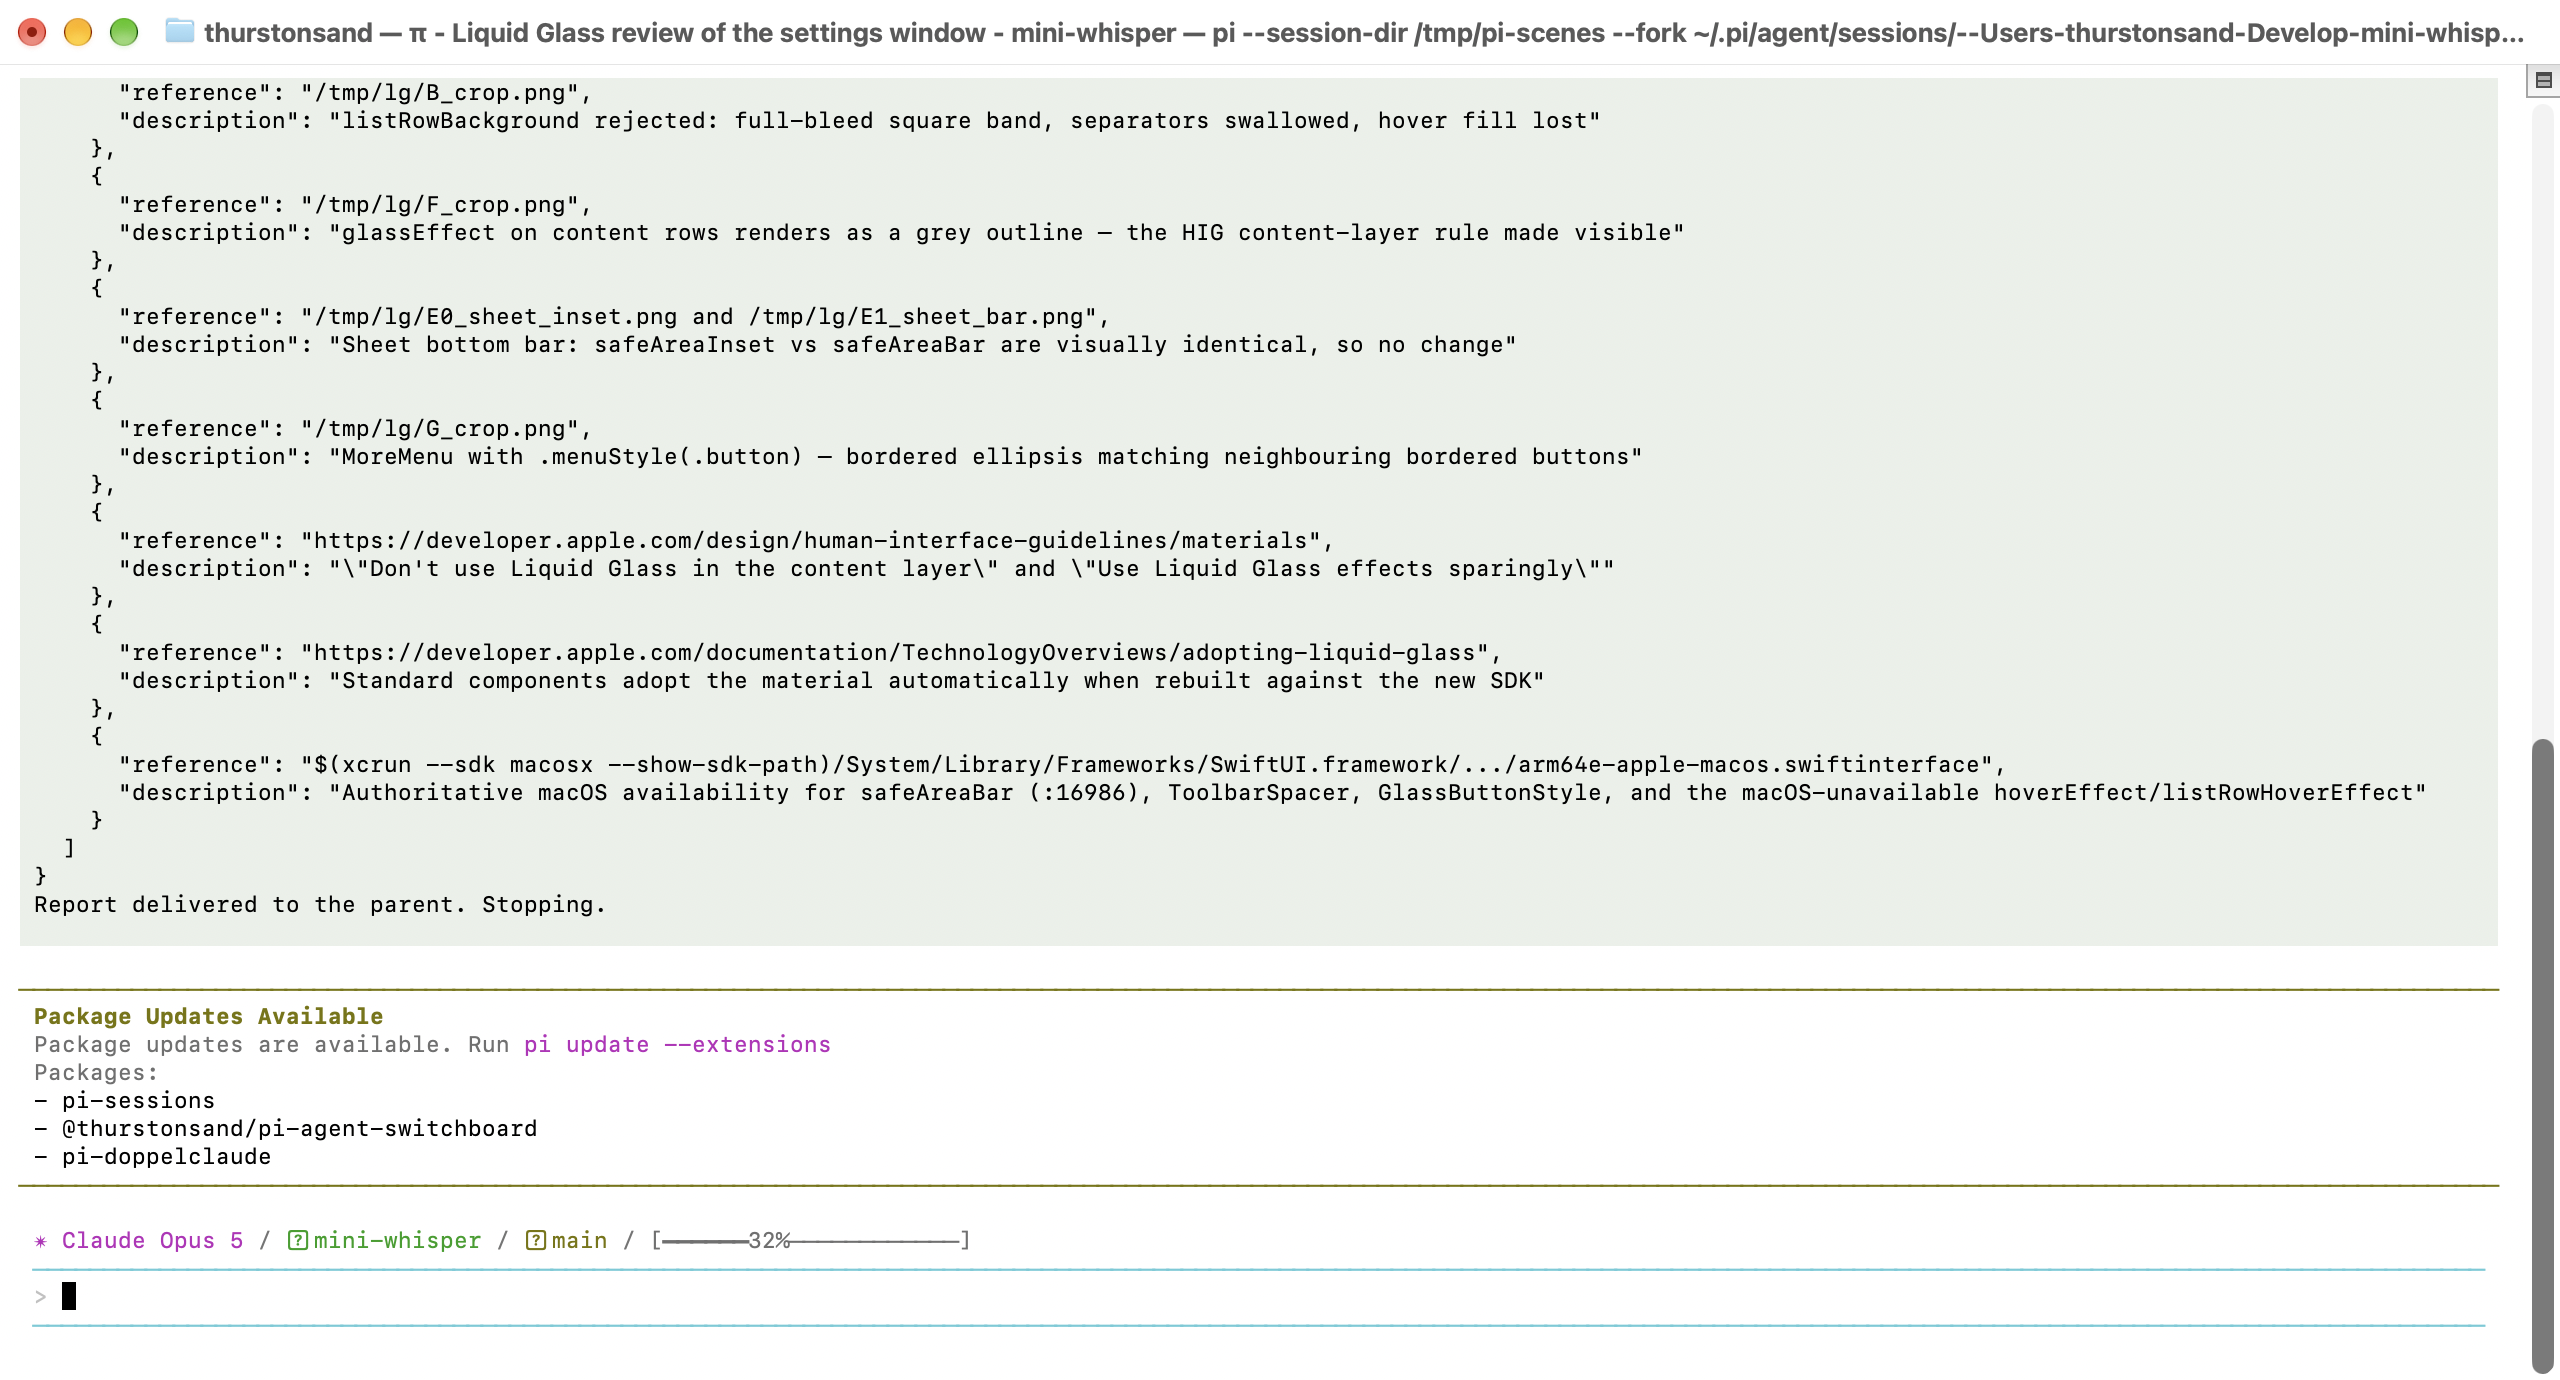 thurstonsand — π - Liquid Glass review of the settings window - mini-whisper — pi --session-dir /tmp/pi-scenes --fork ~/.pi/agent/sessions/--Users-thurstonsand-Develop-mini-whisp...
"reference": "/tmp/lg/B_crop.png",
"description": "listRowBackground rejected: full-bleed square band, separators swallowed, hover fill lost"
},
{
"reference": "/tmp/lg/F_crop.png",
"description": "glassEffect on content rows renders as a grey outline — the HIG content-layer rule made visible"
},
{
"reference": "/tmp/lg/E0_sheet_inset.png and /tmp/lg/E1_sheet_bar.png",
"description": "Sheet bottom bar: safeAreaInset vs safeAreaBar are visually identical, so no change"
},
{
"reference": "/tmp/lg/G_crop.png",
"description": "MoreMenu with .menuStyle(.button) — bordered ellipsis matching neighbouring bordered buttons"
},
{
"reference": "https://developer.apple.com/design/human-interface-guidelines/materials",
"description": "\"Don't use Liquid Glass in the content layer\" and \"Use Liquid Glass effects sparingly\""
},
{
"reference": "https://developer.apple.com/documentation/TechnologyOverviews/adopting-liquid-glass",
"description": "Standard components adopt the material automatically when rebuilt against the new SDK"
},
{
"reference": "$(xcrun --sdk macosx --show-sdk-path)/System/Library/Frameworks/SwiftUI.framework/.../arm64e-apple-macos.swiftinterface",
"description": "Authoritative macOS availability for safeAreaBar (:16986), ToolbarSpacer, GlassButtonStyle, and the macOS-unavailable hoverEffect/listRowHoverEffect"
}
]
}
Report delivered to the parent. Stopping.
Package Updates Available
Package updates are available. Run pi update --extensions
Packages:
- pi-sessions
- @thurstonsand/pi-agent-switchboard
- pi-doppelclaude
✷ Claude Opus 5 / [?] mini-whisper / [?] main / [━━━━━━32%────────────]
>